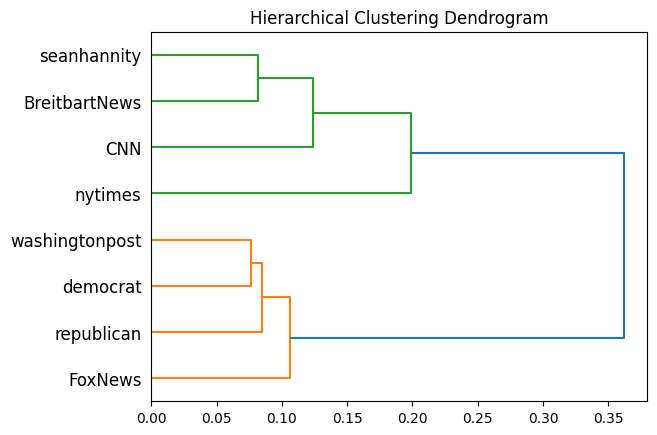 Hierarchical Clustering Dendrogram
seanhannity
BreitbartNews
CNN
nytimes
washingtonpost
democrat
republican
FoxNews
0.00 0.05 0.10 0.15 0.20 0.25 0.30 0.35